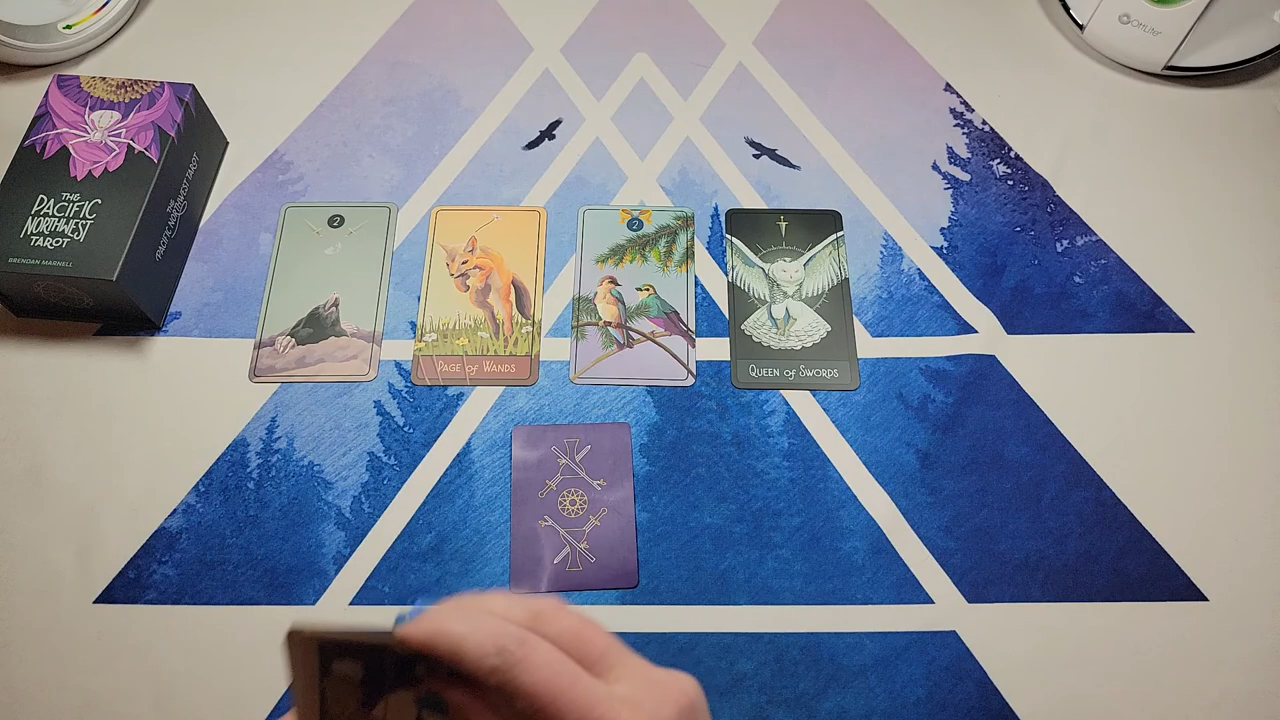 OttLite
THE
PACIFIC
NORTHWEST
TAROT
BRENDAN MARNELL
THE
PACIFIC NORTHWEST TAROT
2
PAGE OF WANDS
2
QUEEN OF SWORDS